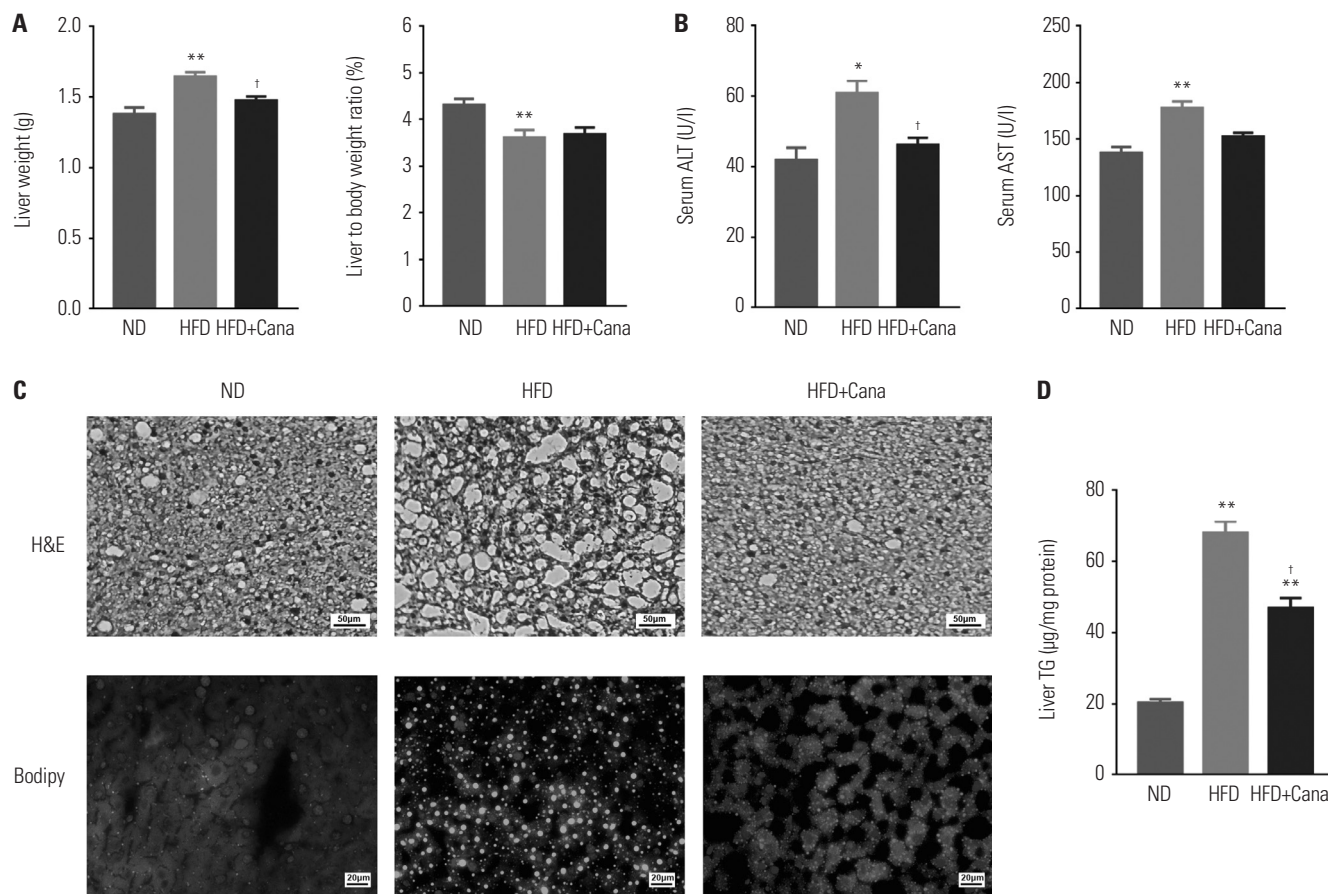 A
Liver weight (g)
2.0
1.5
1.0
0.5
0.0
**
†
ND HFD HFD+Cana
Liver to body weight ratio (%)
6
5
4
3
2
1
0
**
ND HFD HFD+Cana
B
Serum ALT (U/l)
80
60
40
20
0
*
†
ND HFD HFD+Cana
Serum AST (U/l)
250
200
150
100
50
0
**
ND HFD HFD+Cana
C
ND HFD HFD+Cana
H&E
50μm 50μm 50μm
Bodipy
20μm 20μm 20μm
D
Liver TG (μg/mg protein)
80
60
40
20
0
**
†
**
ND HFD HFD+Cana